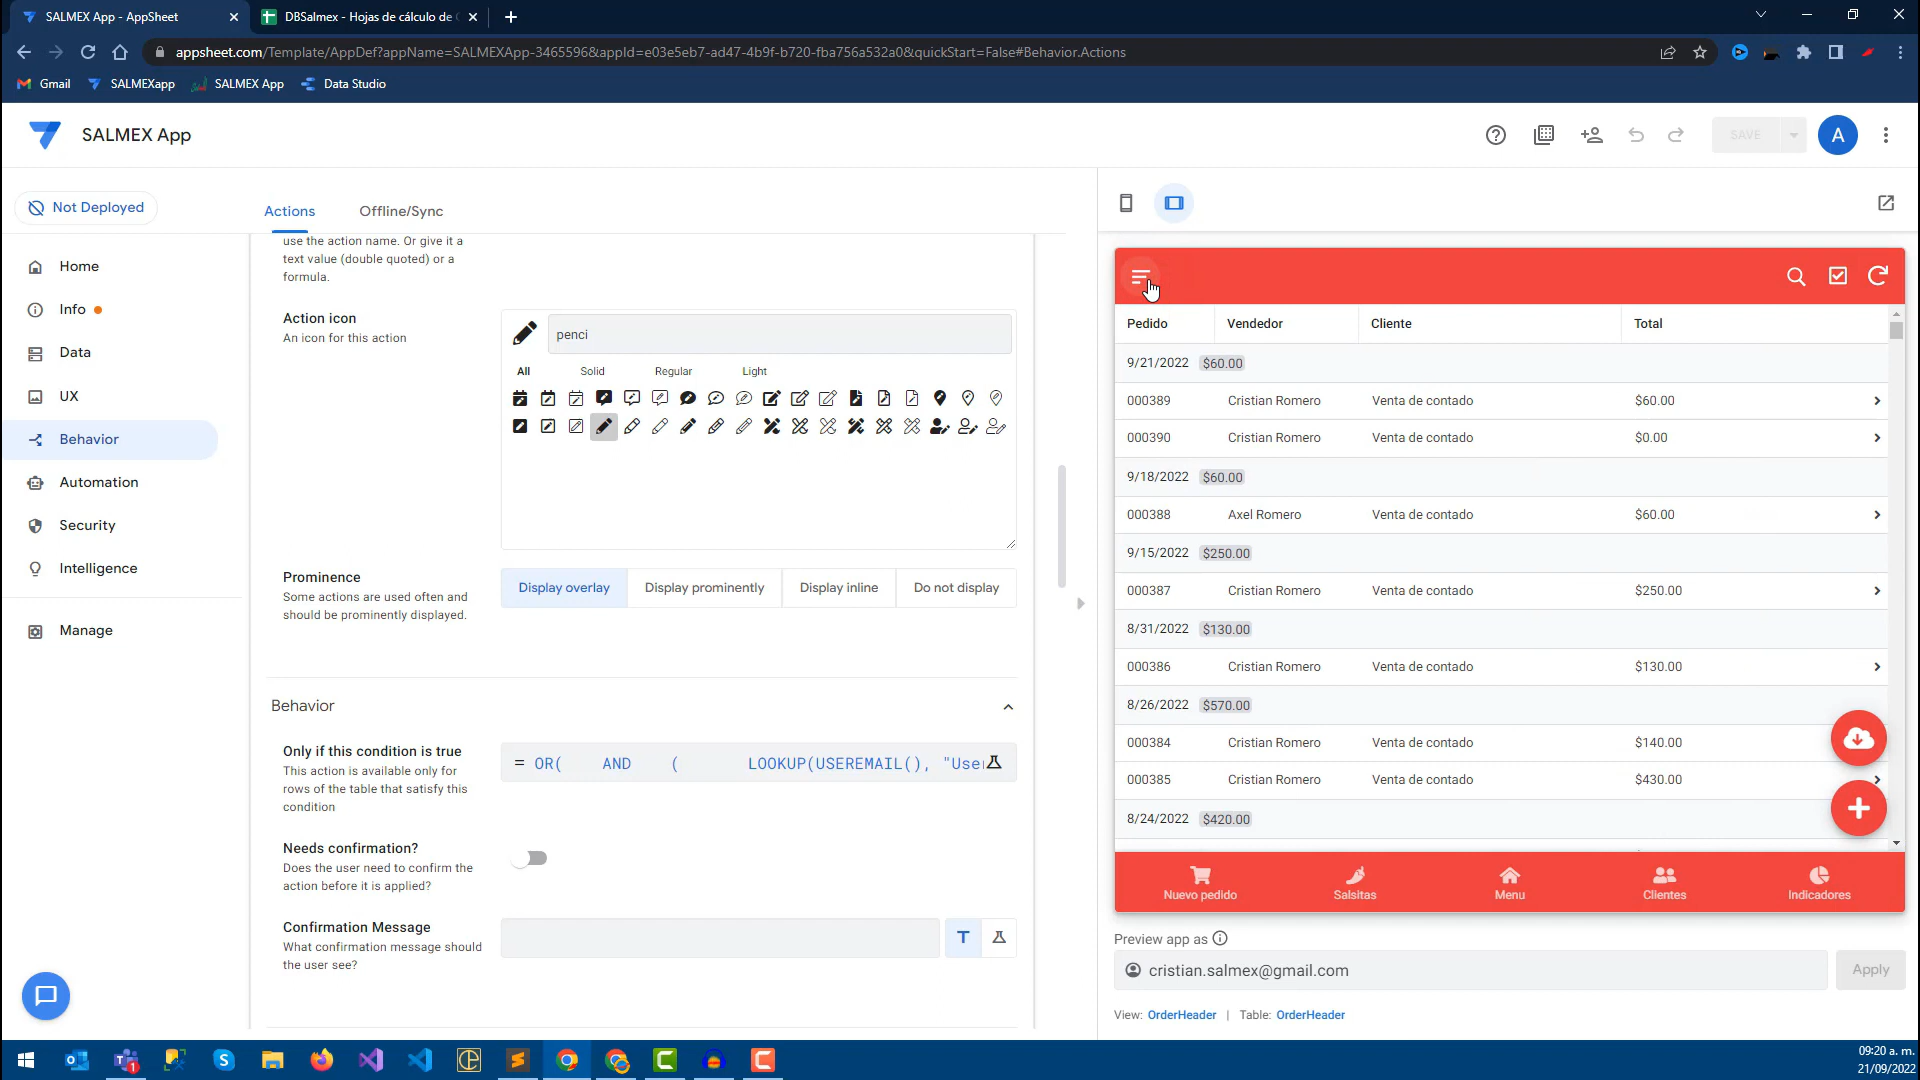 SALMEX App - AppSheet
DBSalmex - Hojas de cálculo de
appsheet.com/Template/AppDef?appName=SALMEXApp-3465596&appId=e03e5eb7-ad47-4b9f-b720-fba756a532a0&quickStart=False#Behavior.Actions
Gmail SALMEXapp SALMEX App Data Studio
SALMEX App
SAVE
A
Not Deployed
Home
Info
Data
UX
Behavior
Automation
Security
Intelligence
Manage
Actions Offline/Sync
use the action name. Or give it a
text value (double quoted) or a
formula.
Action icon
An icon for this action
penci
All Solid Regular Light
Prominence
Some actions are used often and
should be prominently displayed.
Display overlay Display prominently Display inline Do not display
Behavior
Only if this condition is true
This action is available only for
rows of the table that satisfy this
condition
= OR( AND ( LOOKUP(USEREMAIL(), "Use
Needs confirmation?
Does the user need to confirm the
action before it is applied?
Confirmation Message
What confirmation message should
the user see?
T
Pedido Vendedor Cliente Total
9/21/2022 $60.00
000389 Cristian Romero Venta de contado $60.00
000390 Cristian Romero Venta de contado $0.00
9/18/2022 $60.00
000388 Axel Romero Venta de contado $60.00
9/15/2022 $250.00
000387 Cristian Romero Venta de contado $250.00
8/31/2022 $130.00
000386 Cristian Romero Venta de contado $130.00
8/26/2022 $570.00
000384 Cristian Romero Venta de contado $140.00
000385 Cristian Romero Venta de contado $430.00
8/24/2022 $420.00
Nuevo pedido Salsitas Menu Clientes Indicadores
Preview app as
cristian.salmex@gmail.com
Apply
View: OrderHeader | Table: OrderHeader
09:20 a. m.
21/09/2022